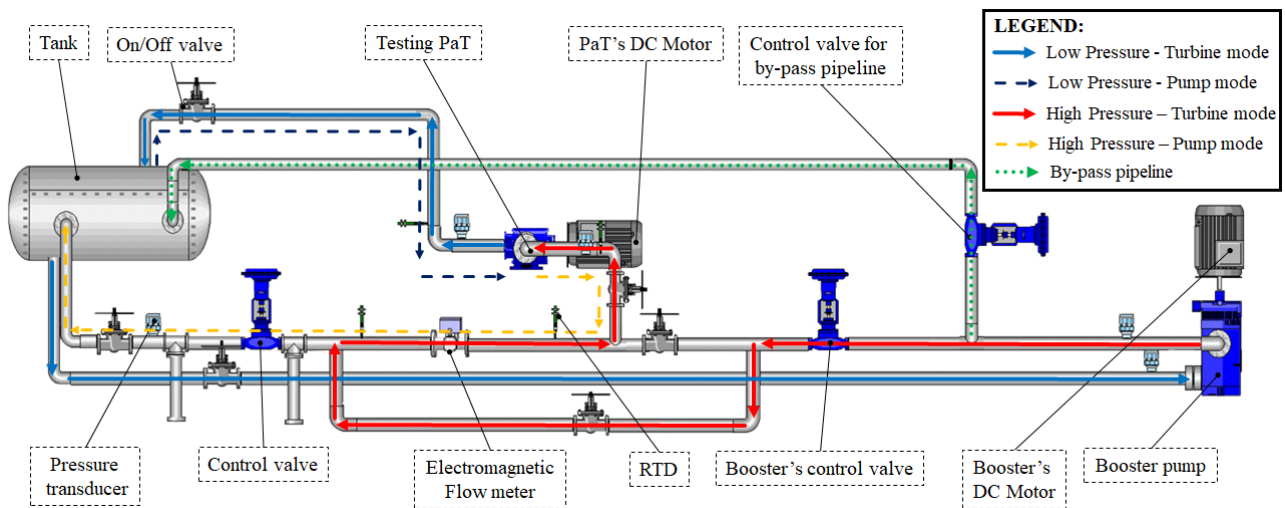 Tank
On/Off valve
Testing PaT
PaT's DC Motor
Control valve for
by-pass pipeline
LEGEND:
Low Pressure - Turbine mode
Low Pressure - Pump mode
High Pressure – Turbine mode
High Pressure – Pump mode
By-pass pipeline
Pressure
transducer
Control valve
Electromagnetic
Flow meter
RTD
Booster's control valve
Booster's
DC Motor
Booster pump